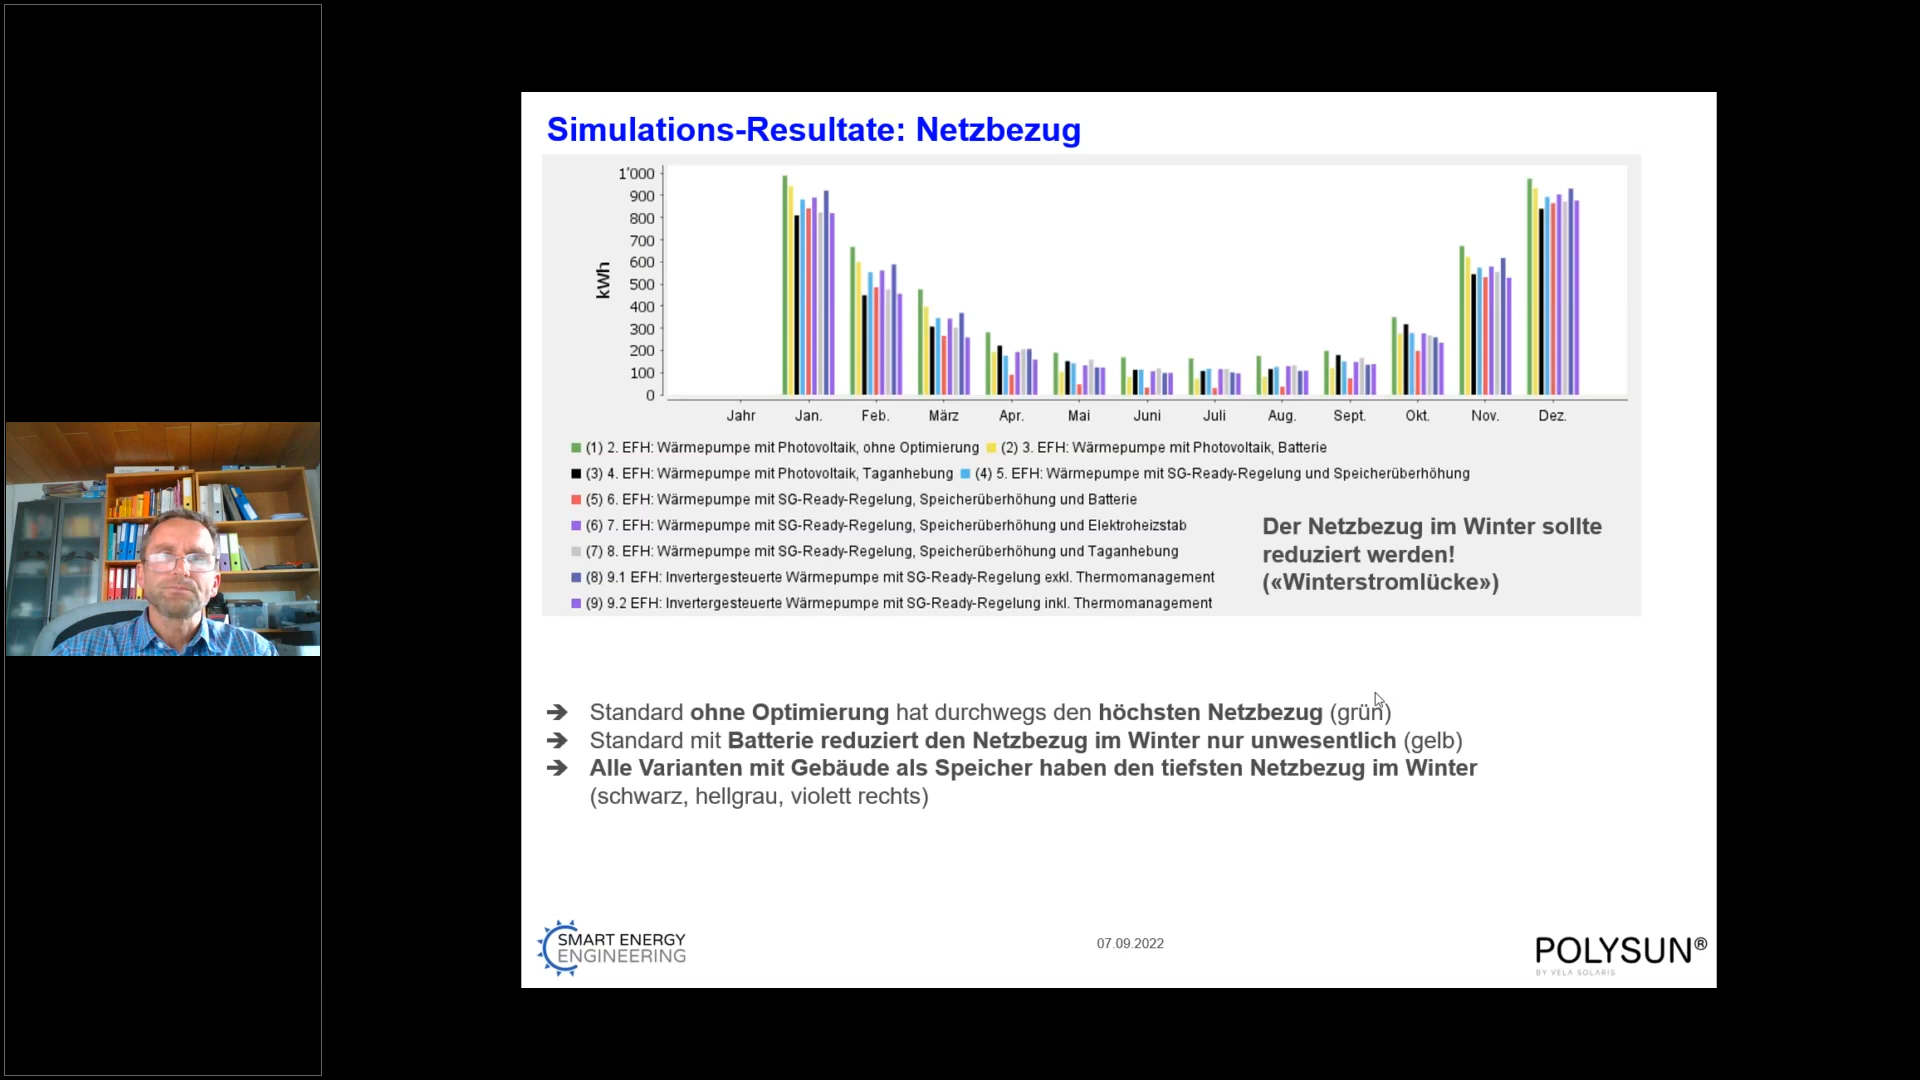 Simulations-Resultate: Netzbezug
1'000
900
800
700
600
500
400
300
200
100
0
kWh
Jahr Jan. Feb. März Apr. Mai Juni Juli Aug. Sept. Okt. Nov. Dez.
(1) 2. EFH: Wärmepumpe mit Photovoltaik, ohne Optimierung (2) 3. EFH: Wärmepumpe mit Photovoltaik, Batterie
(3) 4. EFH: Wärmepumpe mit Photovoltaik, Taganhebung (4) 5. EFH: Wärmepumpe mit SG-Ready-Regelung und Speicherüberhöhung
(5) 6. EFH: Wärmepumpe mit SG-Ready-Regelung, Speicherüberhöhung und Batterie
(6) 7. EFH: Wärmepumpe mit SG-Ready-Regelung, Speicherüberhöhung und Elektroheizstab
(7) 8. EFH: Wärmepumpe mit SG-Ready-Regelung, Speicherüberhöhung und Taganhebung
(8) 9.1 EFH: Invertergesteuerte Wärmepumpe mit SG-Ready-Regelung exkl. Thermomanagement
(9) 9.2 EFH: Invertergesteuerte Wärmepumpe mit SG-Ready-Regelung inkl. Thermomanagement
Der Netzbezug im Winter sollte
reduziert werden!
(«Winterstromlücke»)
➔ Standard ohne Optimierung hat durchwegs den höchsten Netzbezug (grün)
➔ Standard mit Batterie reduziert den Netzbezug im Winter nur unwesentlich (gelb)
➔ Alle Varianten mit Gebäude als Speicher haben den tiefsten Netzbezug im Winter
(schwarz, hellgrau, violett rechts)
SMART ENERGY
ENGINEERING
07.09.2022
POLYSUN®
BY VELA SOLARIS